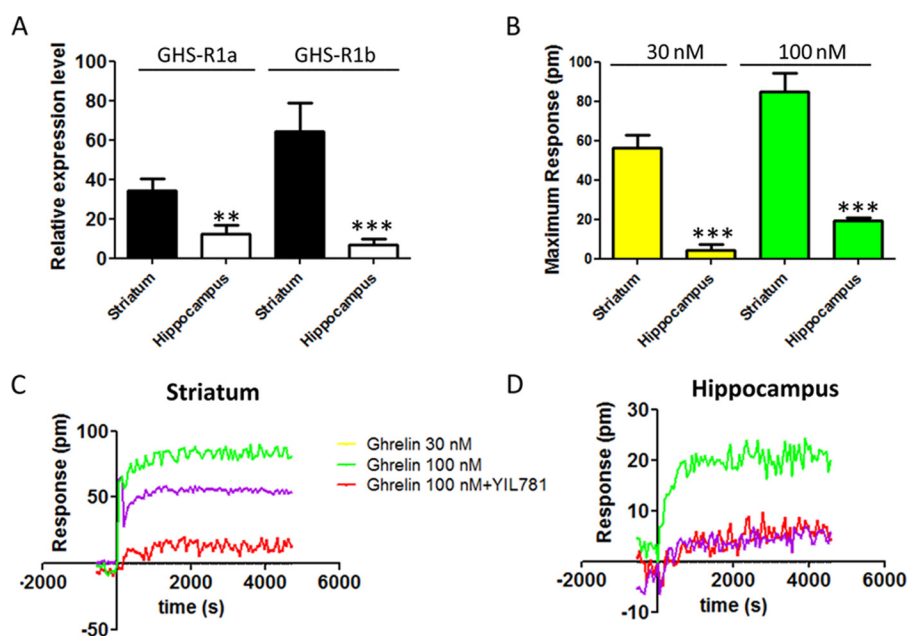 A
GHS-R1a GHS-R1b
Relative expression level
100
80
60
40
20
0
** ***
Striatum Hippocampus Striatum Hippocampus
B
30 nM 100 nM
Maximum Response (pm)
100
80
60
40
20
0
*** ***
Striatum Hippocampus Striatum Hippocampus
C
Striatum
Response (pm)
100
50
0
-50
-2000 2000 4000 6000
time (s)
Ghrelin 30 nM
Ghrelin 100 nM
Ghrelin 100 nM+YIL781
D
Hippocampus
Response (pm)
30
20
10
0
-10
-2000 2000 4000 6000
time (s)